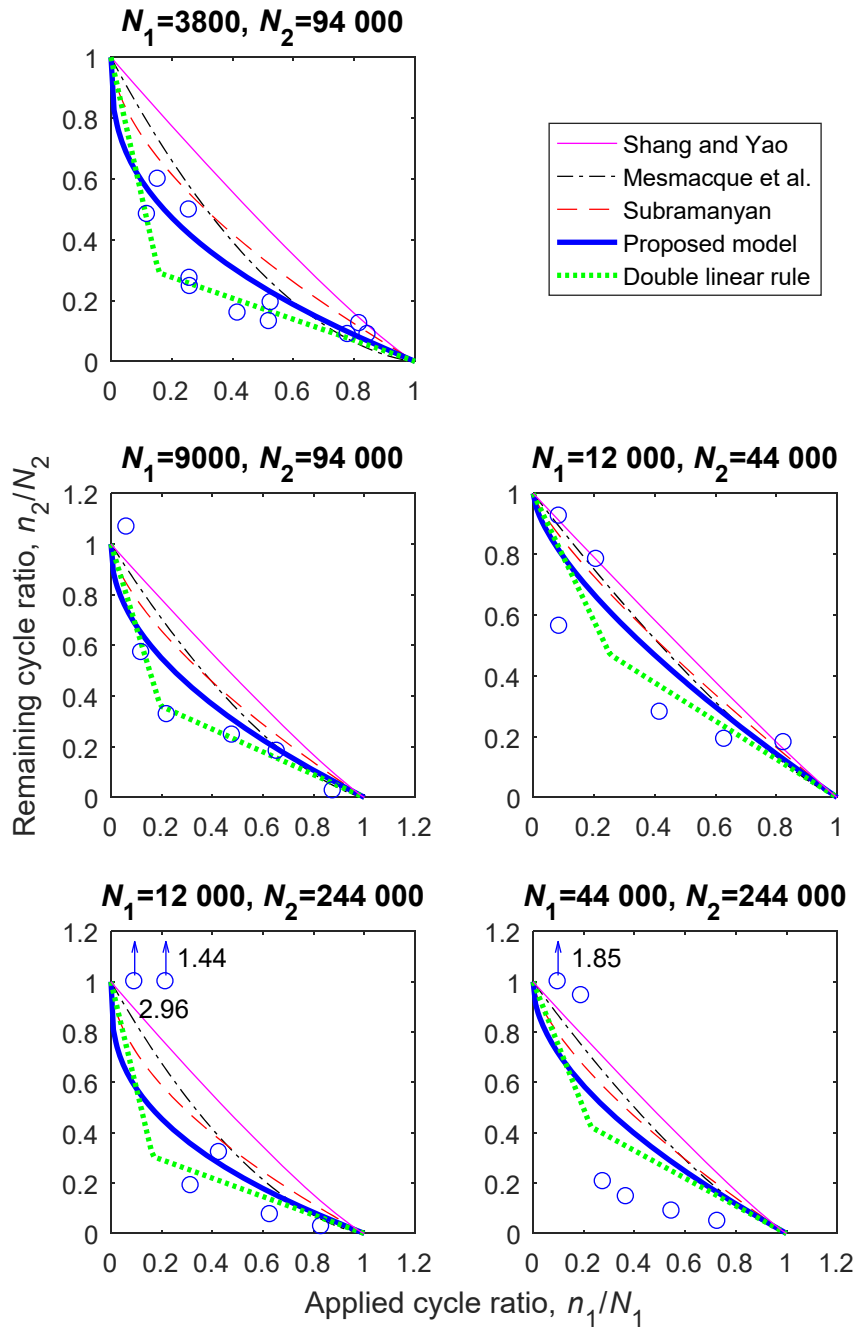 N1=3800, N2=94 000
1
0.8
0.6
0.4
0.2
0
0 0.2 0.4 0.6 0.8 1
Shang and Yao
Mesmacque et al.
Subramanyan
Proposed model
Double linear rule
Remaining cycle ratio, n2/N2
N1=9000, N2=94 000
1.2
1
0.8
0.6
0.4
0.2
0
0 0.2 0.4 0.6 0.8 1 1.2
N1=12 000, N2=44 000
1
0.8
0.6
0.4
0.2
0
0 0.2 0.4 0.6 0.8 1
N1=12 000, N2=244 000
1.2
1
0.8
0.6
0.4
0.2
0
1.44
2.96
0 0.2 0.4 0.6 0.8 1 1.2
N1=44 000, N2=244 000
1.2
1
0.8
0.6
0.4
0.2
0
1.85
0 0.2 0.4 0.6 0.8 1 1.2
Applied cycle ratio, n1/N1